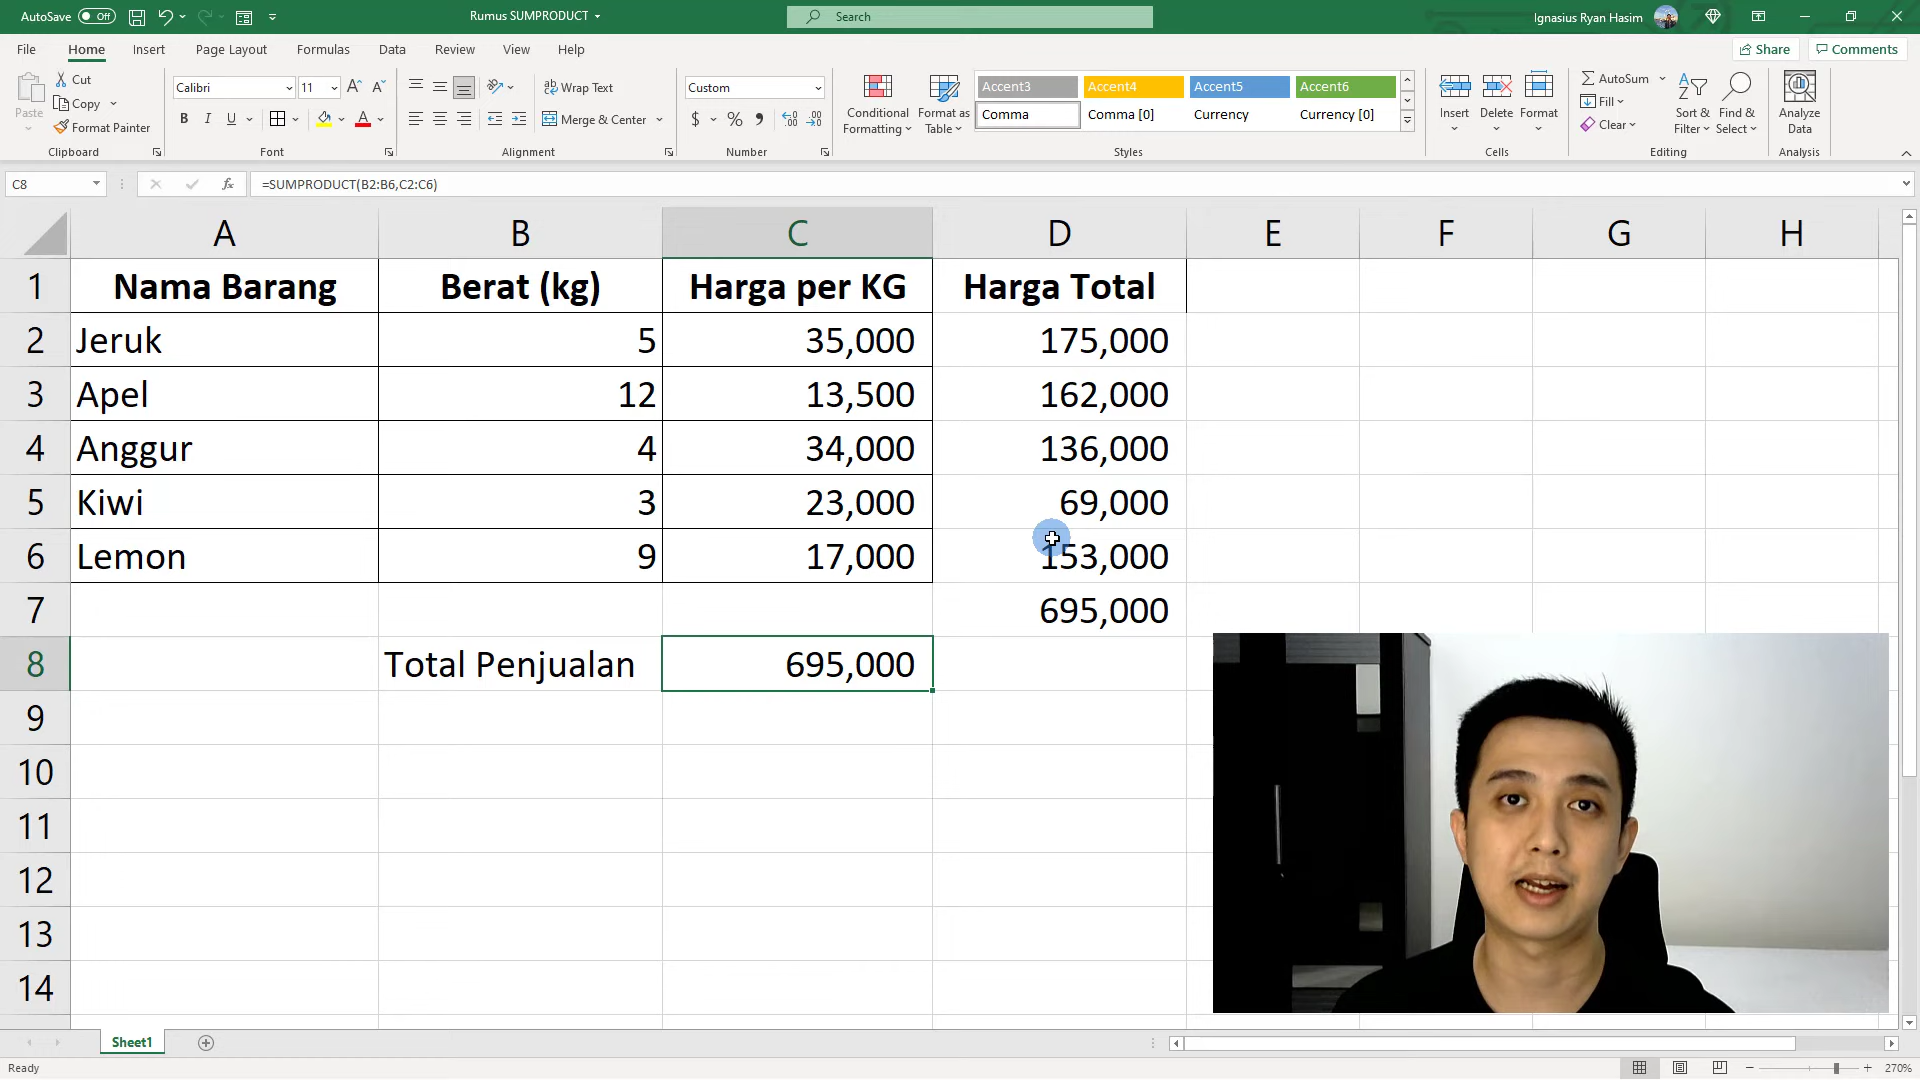 AutoSave Off Rumus SUMPRODUCT Search Ignasius Ryan Hasim
File Home Insert Page Layout Formulas Data Review View Help Share Comments
Paste Cut Copy Format Painter
Calibri 11
B I U
Wrap Text
Merge & Center
Custom
$ %
Conditional Formatting
Format as Table
Accent3 Accent4 Accent5 Accent6
Comma Comma [0] Currency Currency [0]
Insert Delete Format
AutoSum Fill Clear
Sort & Filter
Find & Select
Analyze Data
Clipboard Font Alignment Number Styles Cells Editing Analysis
C8 fx =SUMPRODUCT(B2:B6,C2:C6)
A B C D E F G H
1 Nama Barang Berat (kg) Harga per KG Harga Total
2 Jeruk 5 35,000 175,000
3 Apel 12 13,500 162,000
4 Anggur 4 34,000 136,000
5 Kiwi 3 23,000 69,000
6 Lemon 9 17,000 153,000
7 695,000
8 Total Penjualan 695,000
9
10
11
12
13
14
Sheet1
Ready 270%